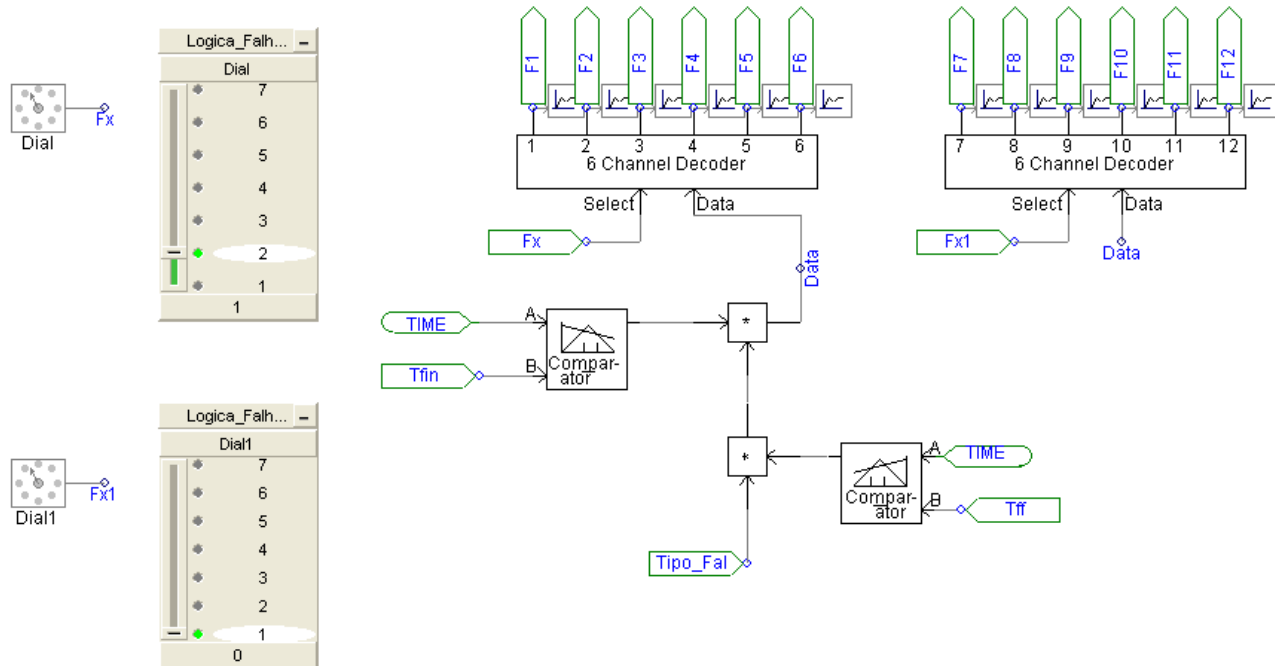 Logica_Falh... –
Dial
7
6
5
4
3
2
1
1
Dial
Fx
F1 F2 F3 F4 F5 F6
1 2 3 4 5 6
6 Channel Decoder
Select Data
Fx
Data
F7 F8 F9 F10 F11 F12
7 8 9 10 11 12
6 Channel Decoder
Select Data
Fx1
Data
TIME
A
Tfin
B
Compar-
ator
*
*
A
TIME
B
Tff
Compar-
ator
Tipo_Fal
Logica_Falh... –
Dial1
7
6
5
4
3
2
1
0
Dial1
Fx1